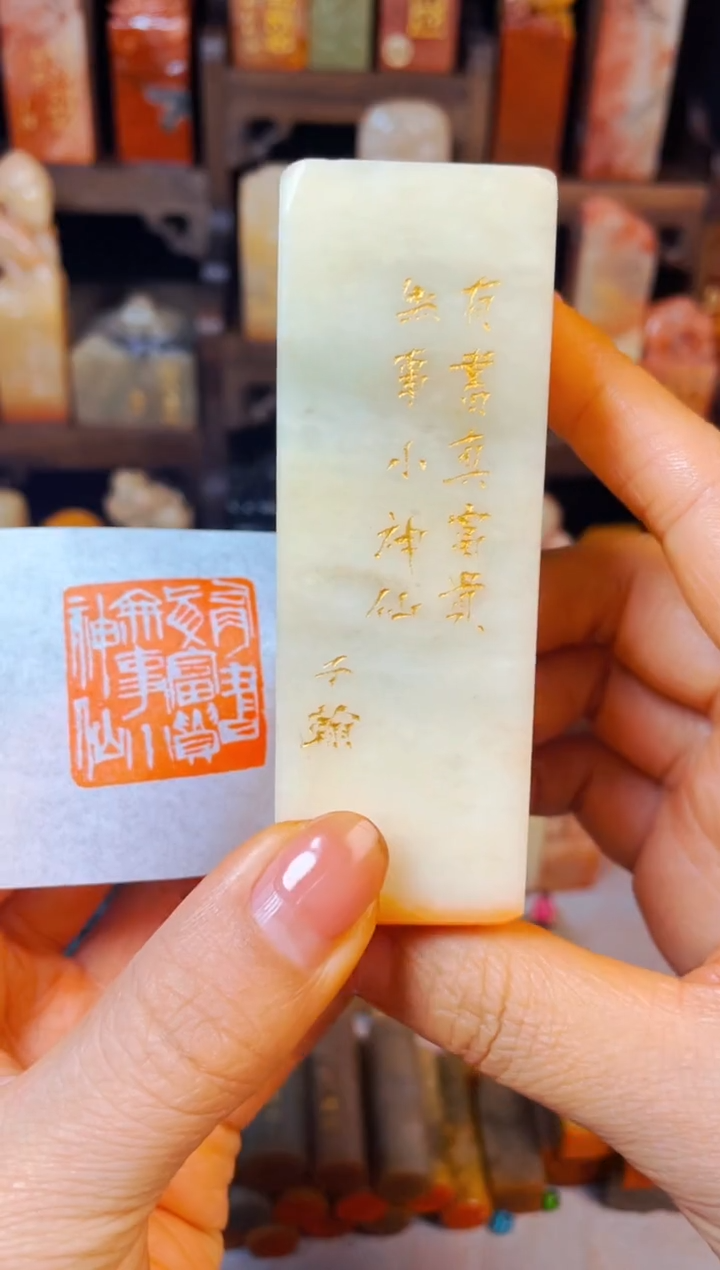 有書真富貴
無事小神仙
子翰
有書
真富貴
無事小
神仙